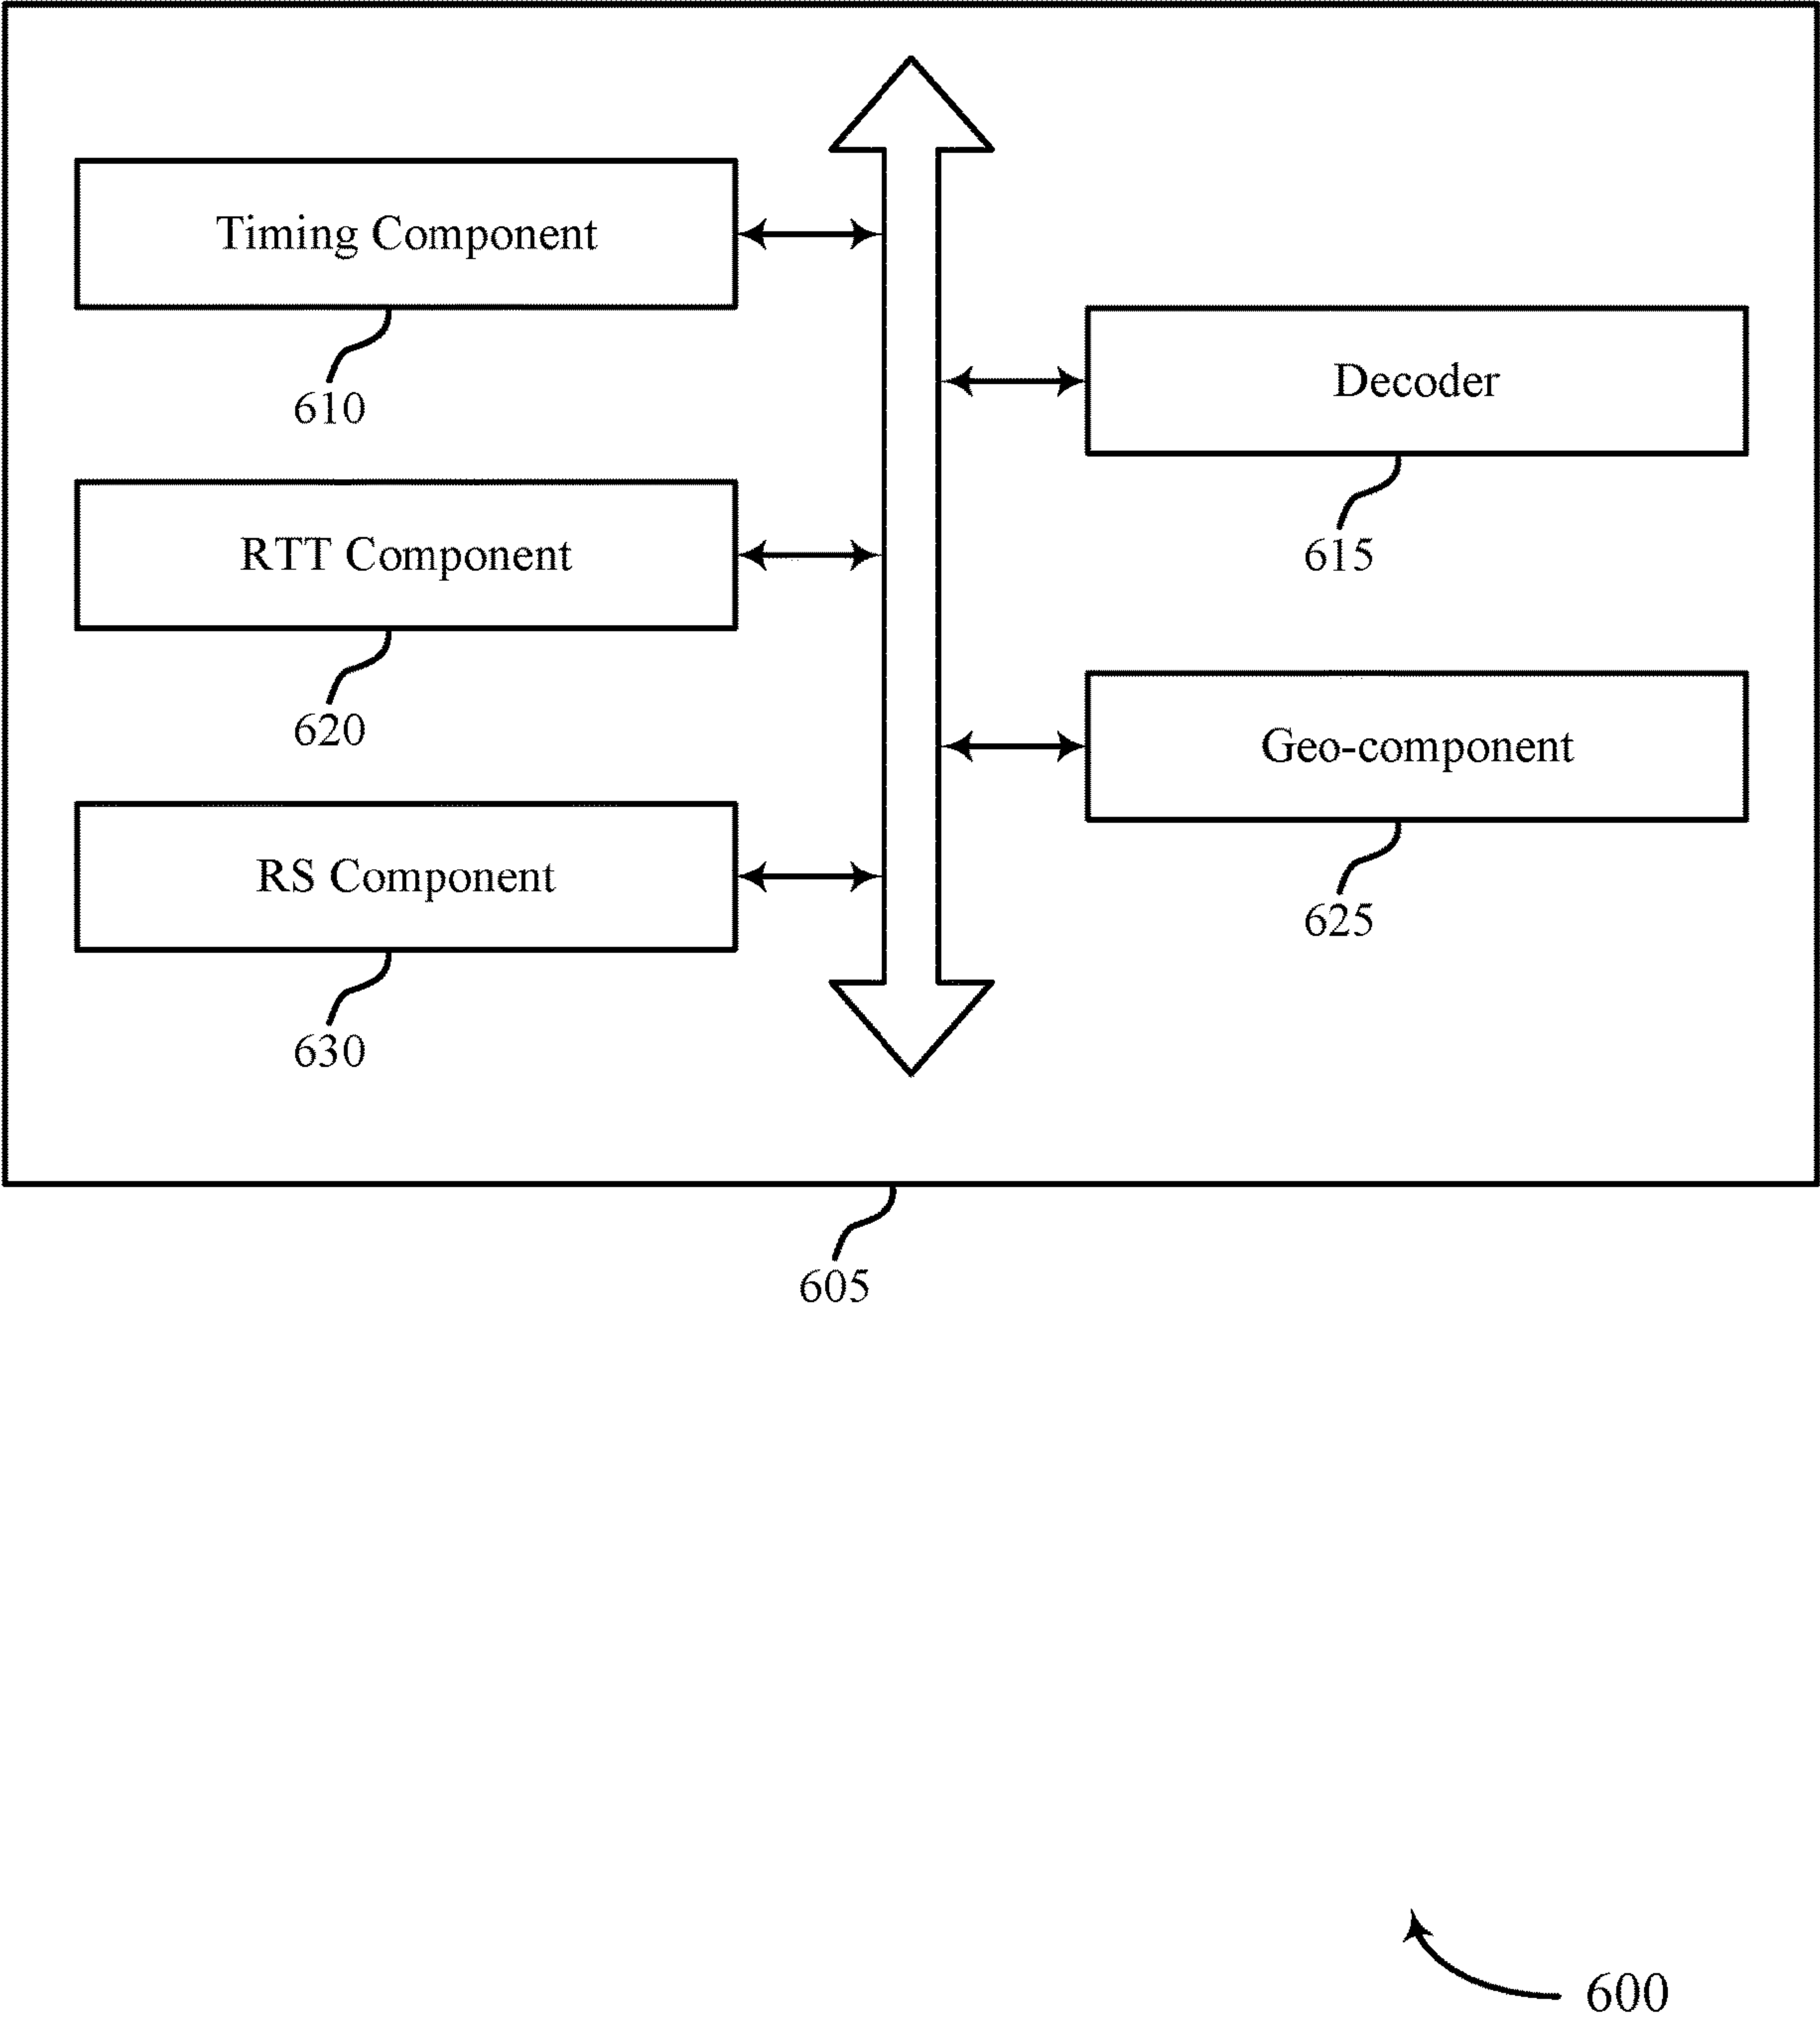 Timing Component
610
Decoder
615
RTT Component
620
Geo-component
625
RS Component
630
605
600